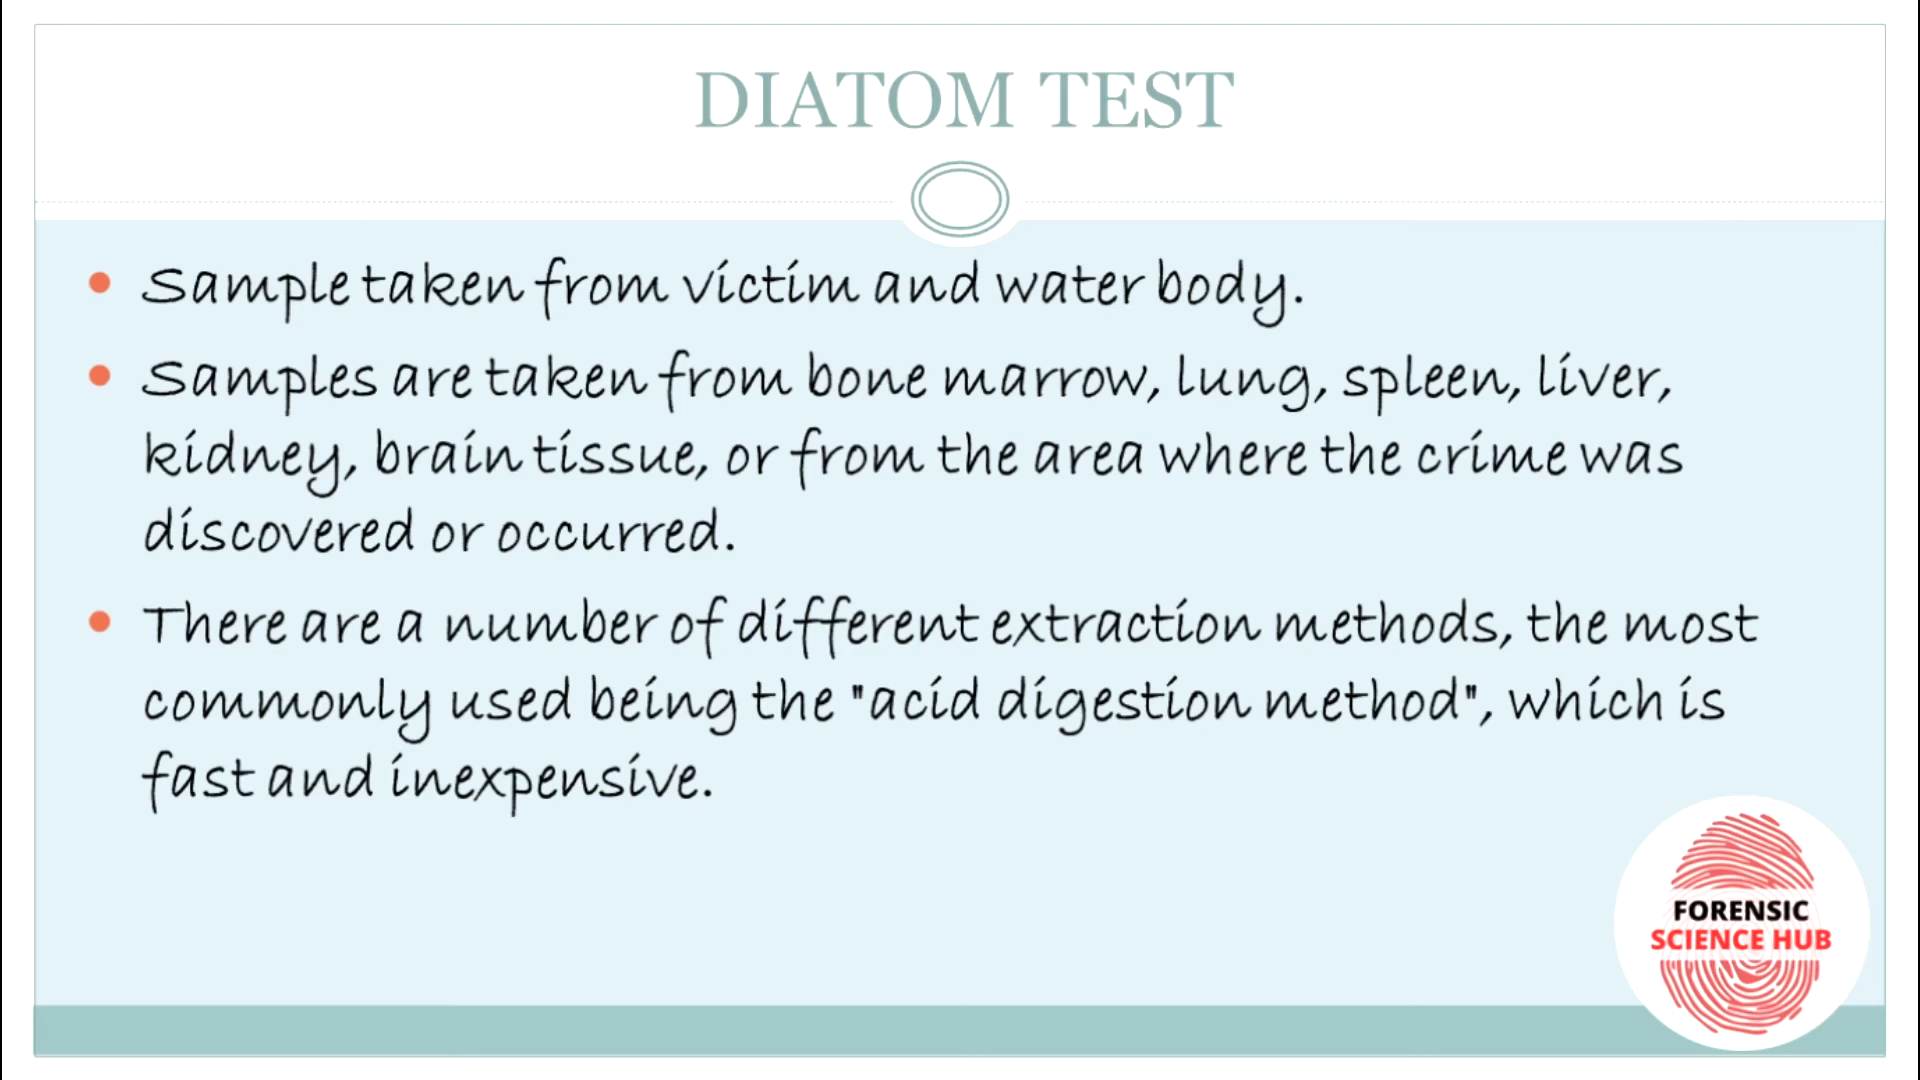 DIATOM TEST
Sample taken from victim and water body.
Samples are taken from bone marrow, lung, spleen, liver,
kidney, brain tissue, or from the area where the crime was
discovered or occurred.
There are a number of different extraction methods, the most
commonly used being the "acid digestion method", which is
fast and inexpensive.
FORENSIC
SCIENCE HUB